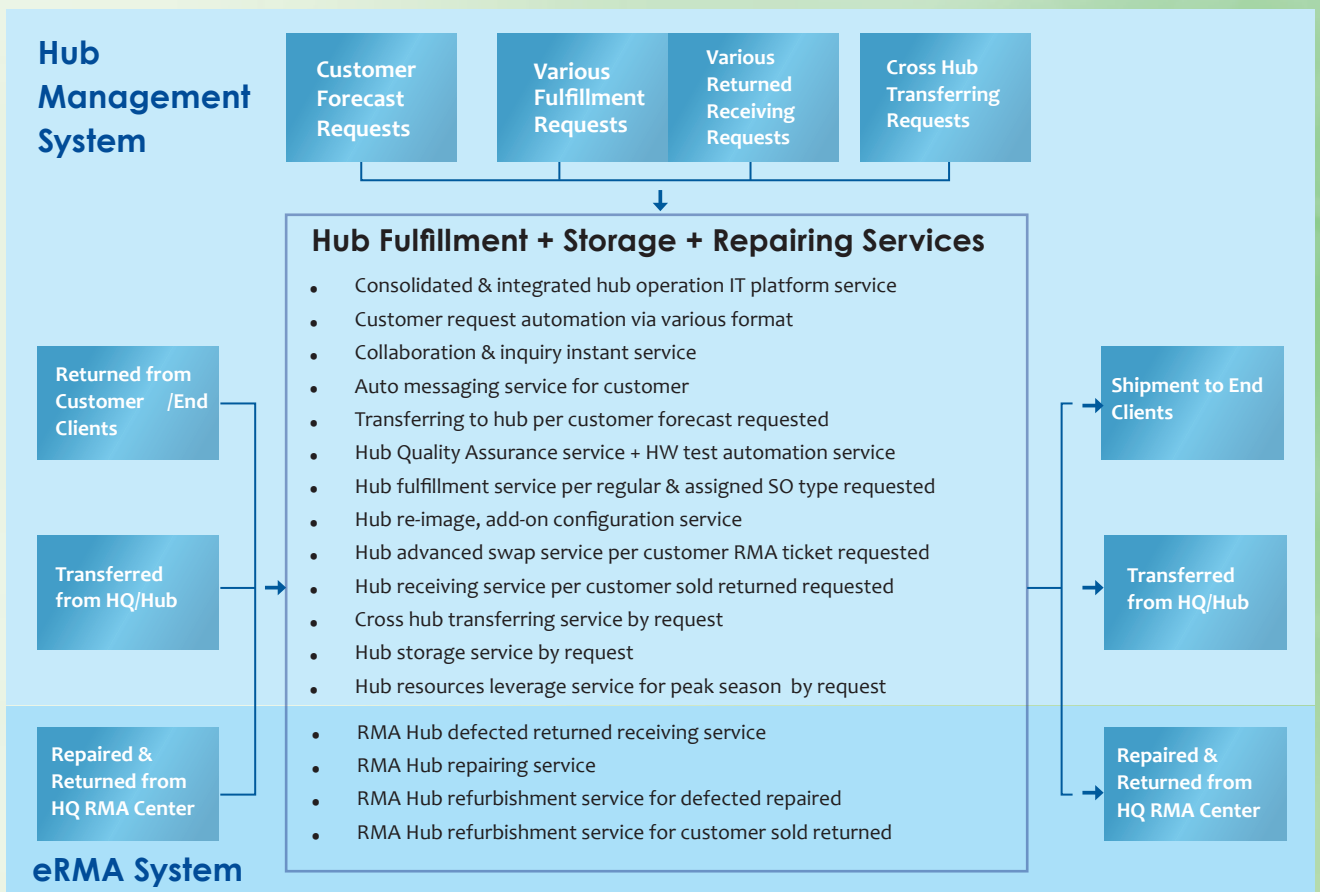 Hub
Management
System
Customer
Forecast
Requests
Various
Fulfillment
Requests
Various
Returned
Receiving
Requests
Cross Hub
Transferring
Requests
Hub Fulfillment + Storage + Repairing Services
• Consolidated & integrated hub operation IT platform service
• Customer request automation via various format
• Collaboration & inquiry instant service
• Auto messaging service for customer
• Transferring to hub per customer forecast requested
• Hub Quality Assurance service + HW test automation service
• Hub fulfillment service per regular & assigned SO type requested
• Hub re-image, add-on configuration service
• Hub advanced swap service per customer RMA ticket requested
• Hub receiving service per customer sold returned requested
• Cross hub transferring service by request
• Hub storage service by request
• Hub resources leverage service for peak season by request
• RMA Hub defected returned receiving service
• RMA Hub repairing service
• RMA Hub refurbishment service for defected repaired
• RMA Hub refurbishment service for customer sold returned
Returned from
Customer /End
Clients
Transferred
from HQ/Hub
Repaired &
Returned from
HQ RMA Center
Shipment to End
Clients
Transferred
from HQ/Hub
Repaired &
Returned from
HQ RMA Center
eRMA System